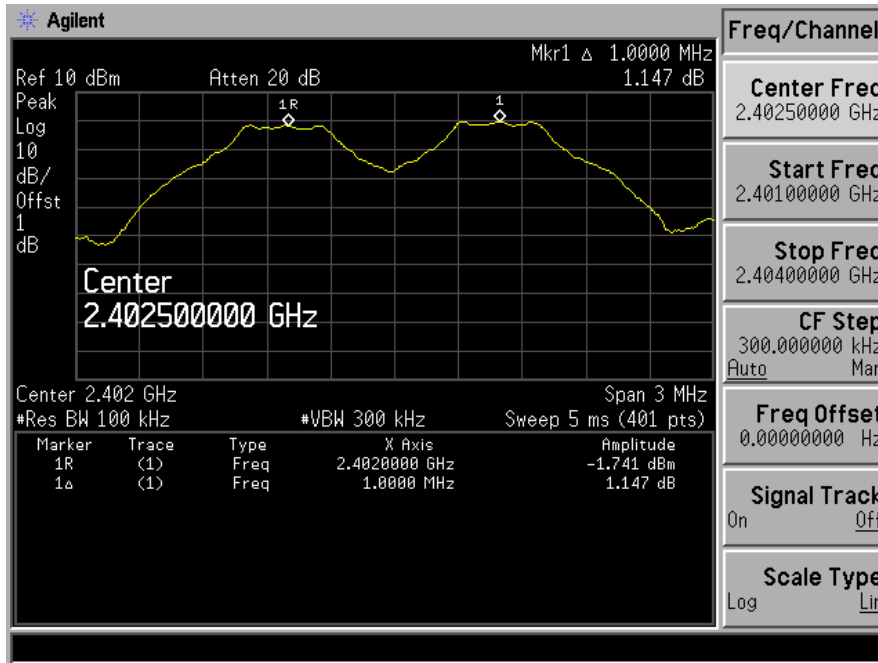 Agilent
Mkr1 Δ 1.0000 MHz
Ref 10 dBm Atten 20 dB 1.147 dB
Peak
Log
10
dB/
Offst
1
dB
1R
1
Center
2.402500000 GHz
Center 2.402 GHz Span 3 MHz
#Res BW 100 kHz #VBW 300 kHz Sweep 5 ms (401 pts)
Marker Trace Type X Axis Amplitude
1R (1) Freq 2.4020000 GHz -1.741 dBm
1Δ (1) Freq 1.0000 MHz 1.147 dB
Freq/Channel
Center Freq
2.40250000 GHz
Start Freq
2.40100000 GHz
Stop Freq
2.40400000 GHz
CF Step
300.000000 kHz
Auto Man
Freq Offset
0.00000000 Hz
Signal Track
On Off
Scale Type
Log Lin